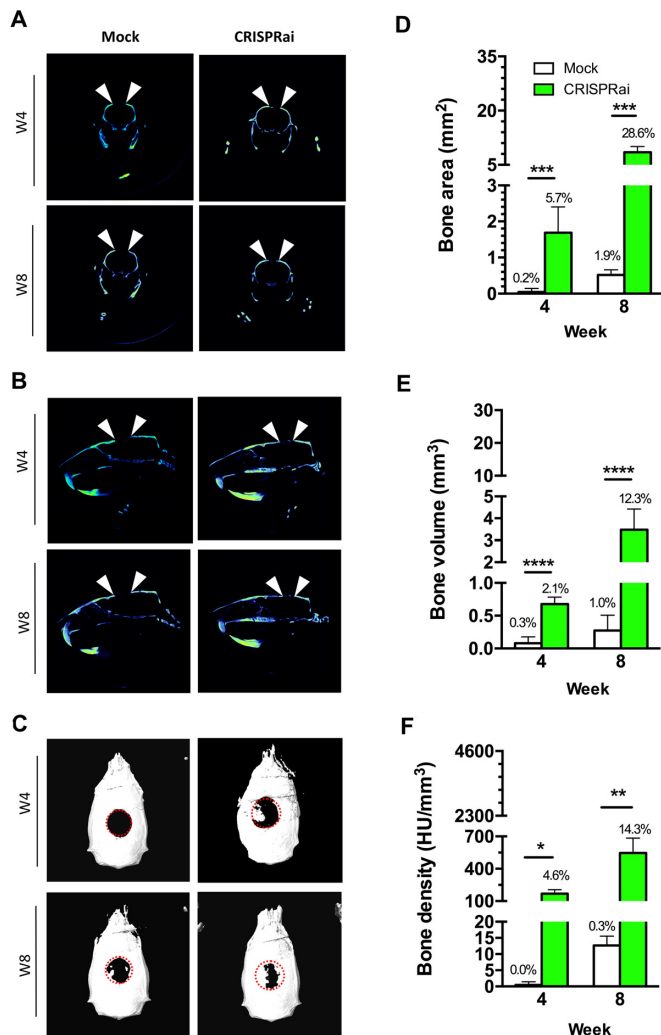 A
Mock
CRISPRai
W4
W8
B
W4
W8
C
W4
W8
D
Bone area (mm²)
35
20
5
3
2
1
0
Mock
CRISPRai
***
***
0.2%
5.7%
1.9%
28.6%
4
8
Week
E
Bone volume (mm³)
30
20
10
5
4
3
2
1.0
0.5
0.0
****
****
0.3%
2.1%
1.0%
12.3%
4
8
Week
F
Bone density (HU/mm³)
4600
2300
700
400
100
20
15
10
5
0
*
**
0.0%
4.6%
0.3%
14.3%
4
8
Week